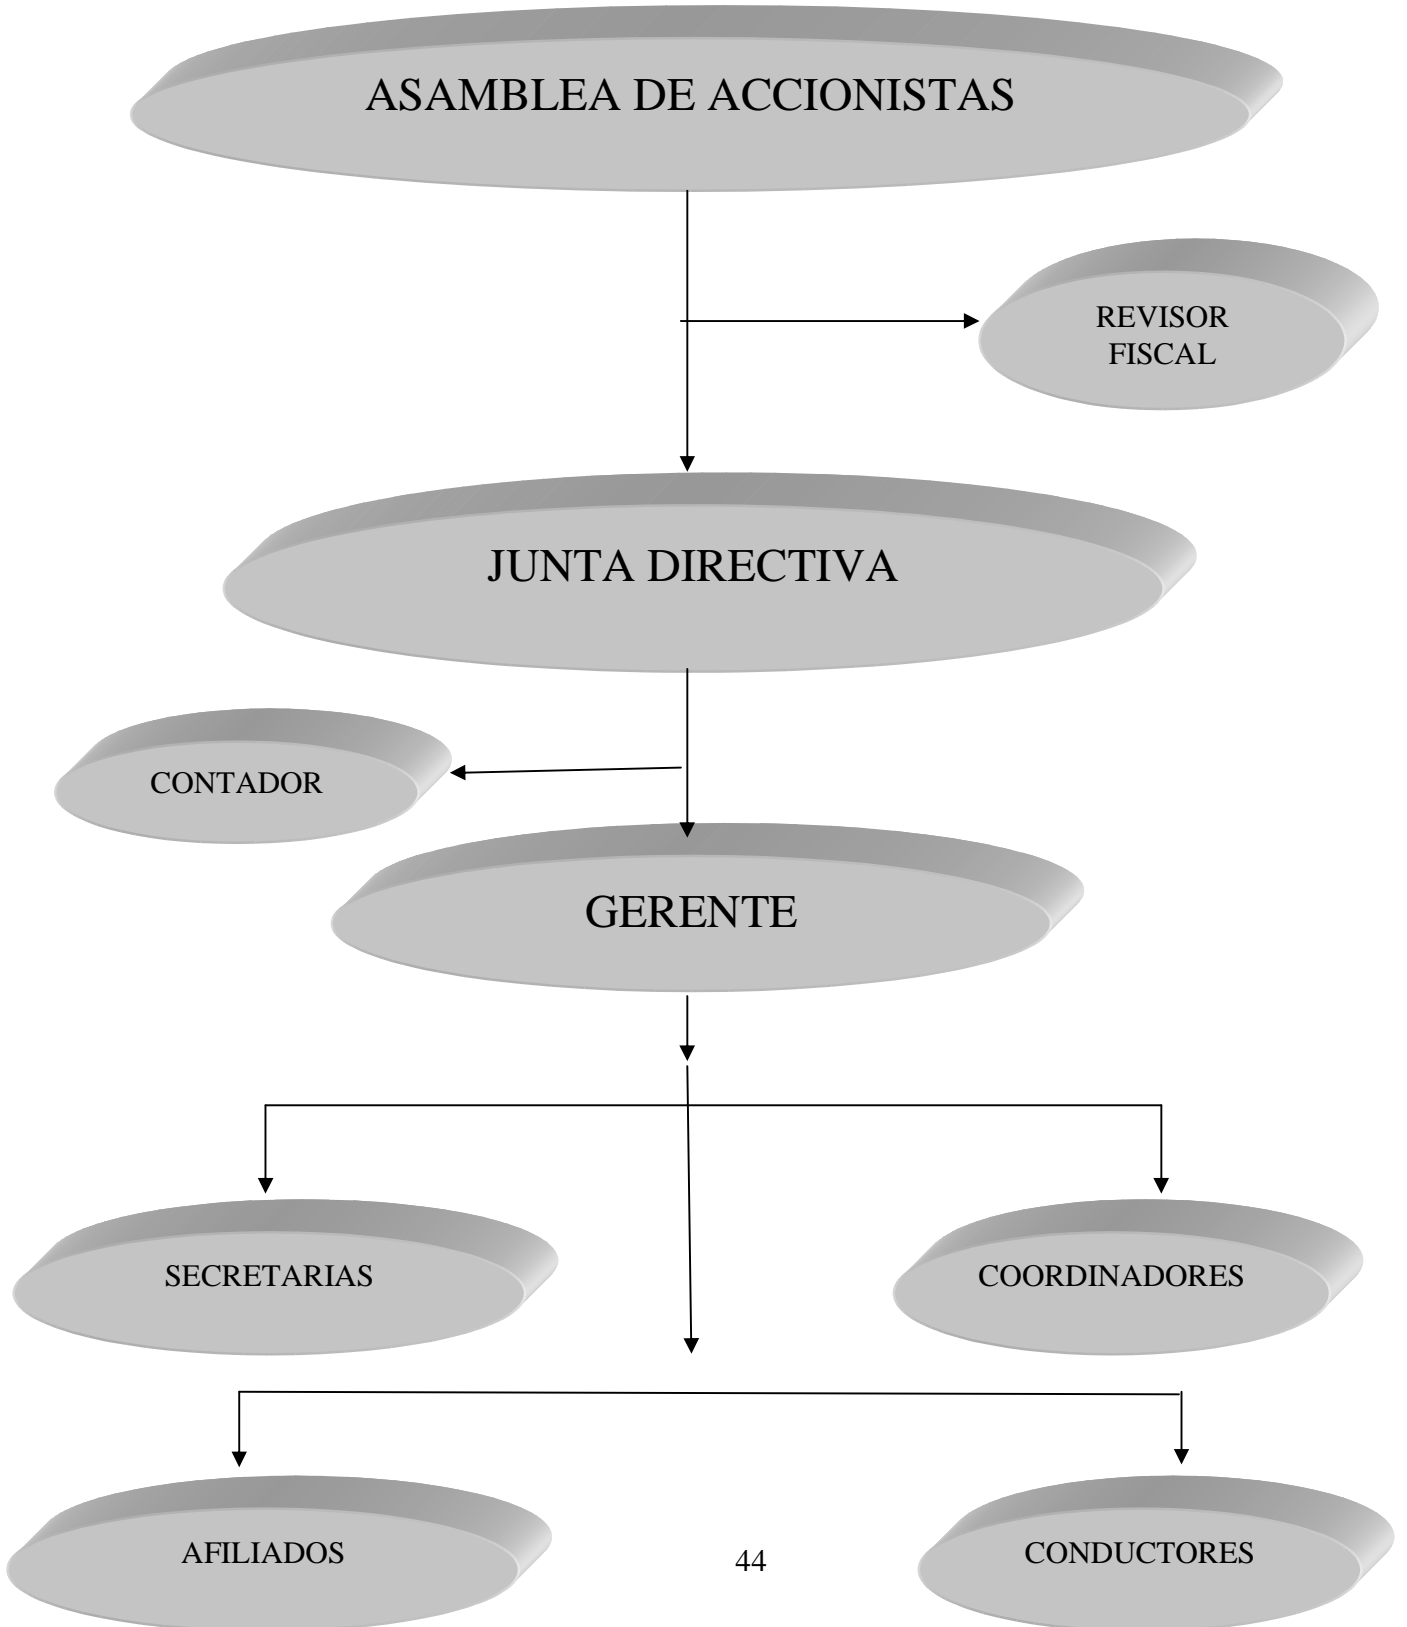 ASAMBLEA DE ACCIONISTAS
REVISOR
FISCAL
JUNTA DIRECTIVA
CONTADOR
GERENTE
SECRETARIAS
COORDINADORES
AFILIADOS
44
CONDUCTORES